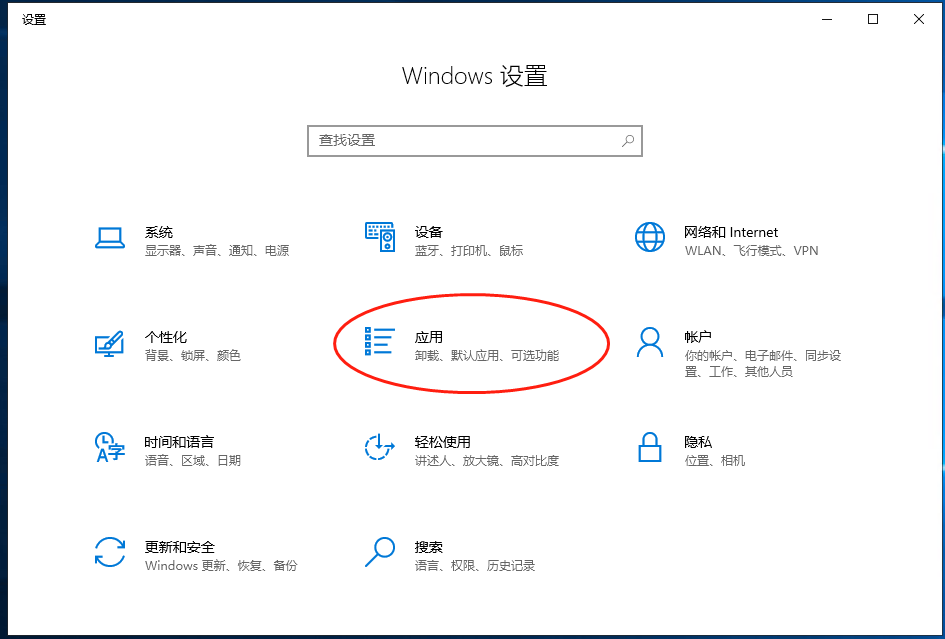 设置
Windows 设置
查找设置
系统
显示器、声音、通知、电源
设备
蓝牙、打印机、鼠标
网络和 Internet
WLAN、飞行模式、VPN
个性化
背景、锁屏、颜色
应用
卸载、默认应用、可选功能
帐户
你的帐户、电子邮件、同步设
置、工作、其他人员
时间和语言
语音、区域、日期
轻松使用
讲述人、放大镜、高对比度
隐私
位置、相机
更新和安全
Windows 更新、恢复、备份
搜索
语言、权限、历史记录